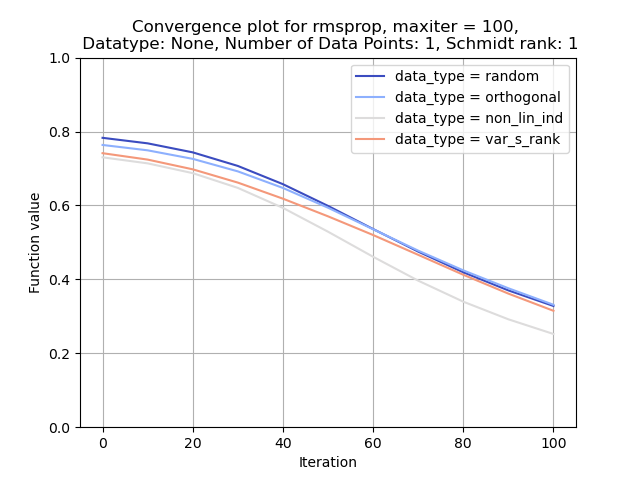 Convergence plot for rmsprop, maxiter = 100,
Datatype: None, Number of Data Points: 1, Schmidt rank: 1
data_type = random
data_type = orthogonal
data_type = non_lin_ind
data_type = var_s_rank
Function value
1.0
0.8
0.6
0.4
0.2
0.0
0 20 40 60 80 100
Iteration